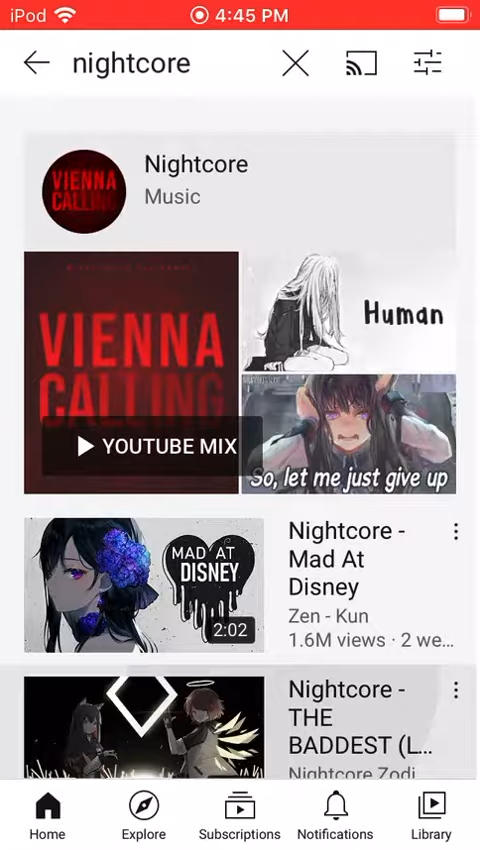 iPod 4:45 PM
nightcore
VIENNA
CALLING
Nightcore
Music
VIENNA
CALLING
YOUTUBE MIX
Human
So, let me just give up
MAD AT
DISNEY
2:02
Nightcore -
Mad At
Disney
Zen - Kun
1.6M views · 2 we...
Nightcore -
THE
BADDEST (L...
Nightcore Zodi
Home Explore Subscriptions Notifications Library